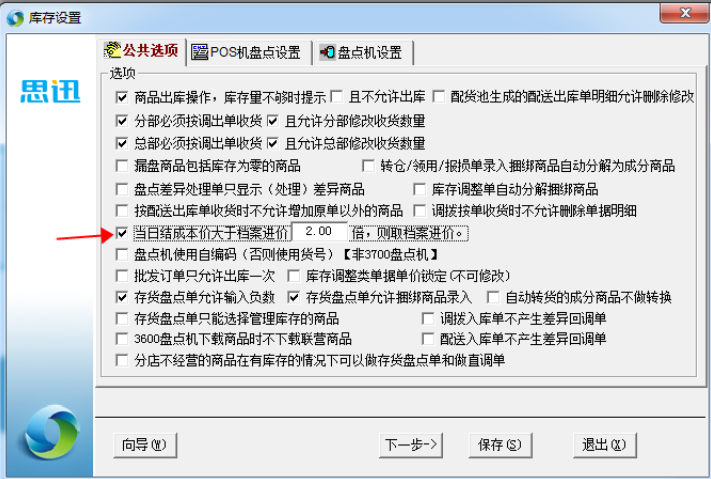 库存设置
思迅
公共选项 POS机盘点设置 盘点机设置
选项
商品出库操作，库存量不够时提示 且不允许出库 配货池生成的配送出库单明细允许删除修改
分部必须按调出单收货 且允许分部修改收货数量
总部必须按调出单收货 且允许总部修改收货数量
漏盘商品包括库存为零的商品 转仓/领用/报损单录入捆绑商品自动分解为成分商品
盘点差异处理单只显示（处理）差异商品 库存调整单自动分解捆绑商品
按配送出库单收货时不允许增加原单以外的商品 调拨按单收货时不允许删除单据明细
当日结成本价大于档案进价 2.00 倍，则取档案进价。
盘点机使用自编码（否则使用货号）【非3700盘点机】
批发订单只允许出库一次 库存调整类单据单价锁定(不可修改)
存货盘点单允许输入负数 存货盘点单允许捆绑商品录入 自动转货的成分商品不做转换
存货盘点单只能选择管理库存的商品 调拨入库单不产生差异回调单
3600盘点机下载商品时不下载联营商品 配送入库单不产生差异回调单
分店不经营的商品在有库存的情况下可以做存货盘点单和做直调单
向导(W) 下一步-> 保存(S) 退出(X)